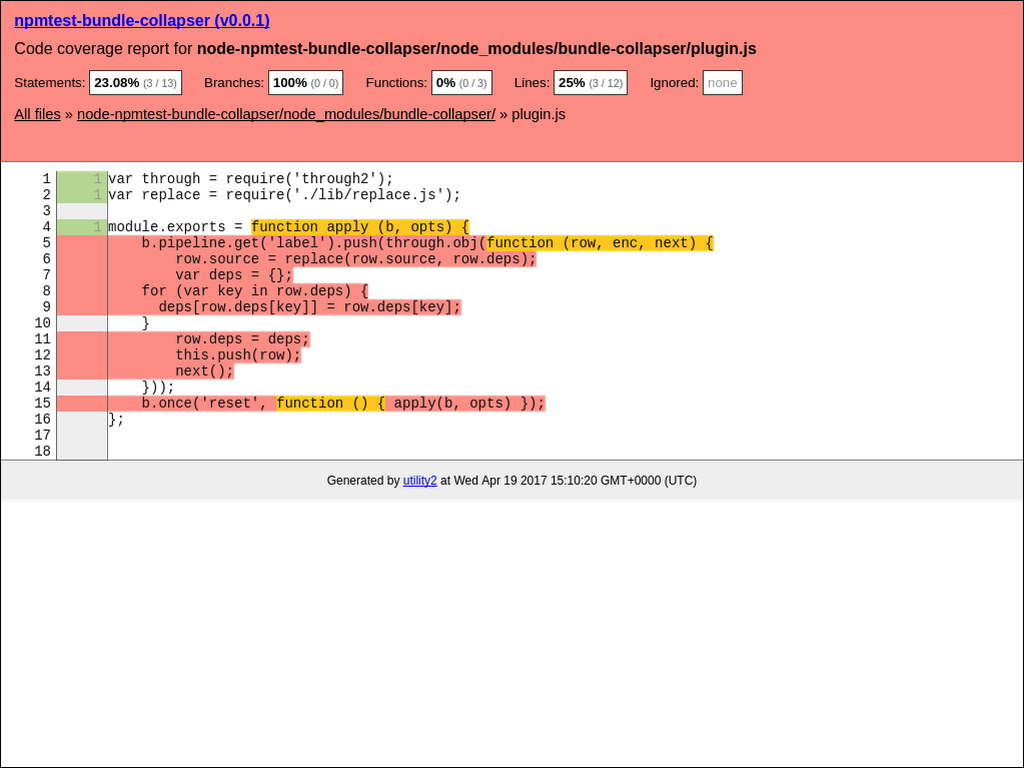 npmtest-bundle-collapser (v0.0.1)
Code coverage report for node-npmtest-bundle-collapser/node_modules/bundle-collapser/plugin.js
Statements: 23.08% (3 / 13) Branches: 100% (0 / 0) Functions: 0% (0 / 3) Lines: 25% (3 / 12) Ignored: none
All files » node-npmtest-bundle-collapser/node_modules/bundle-collapser/ » plugin.js
1 1 var through = require('through2');
2 1 var replace = require('./lib/replace.js');
3
4 1 module.exports = function apply (b, opts) {
5     b.pipeline.get('label').push(through.obj(function (row, enc, next) {
6         row.source = replace(row.source, row.deps);
7         var deps = {};
8     for (var key in row.deps) {
9       deps[row.deps[key]] = row.deps[key];
10     }
11         row.deps = deps;
12         this.push(row);
13         next();
14     }));
15     b.once('reset', function () { apply(b, opts) });
16 };
17
18
Generated by utility2 at Wed Apr 19 2017 15:10:20 GMT+0000 (UTC)